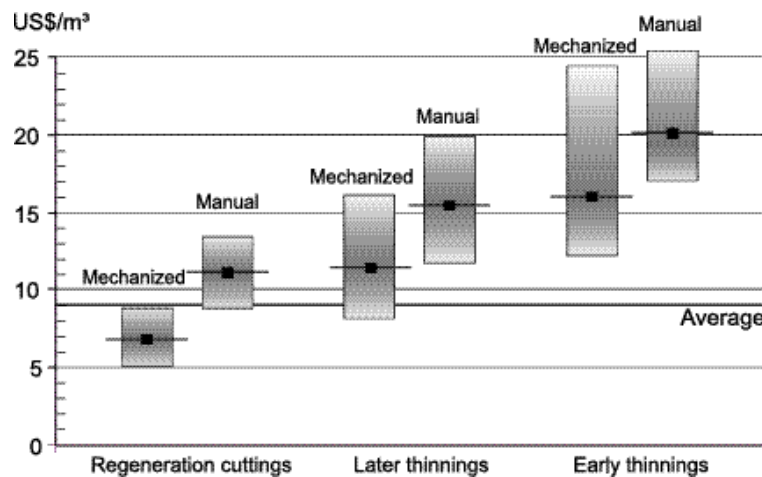 US$/m³
Manual
25
Mechanized
20
Manual
Mechanized
15
Manual
Mechanized
10
Average
5
0
Regeneration cuttings
Later thinnings
Early thinnings